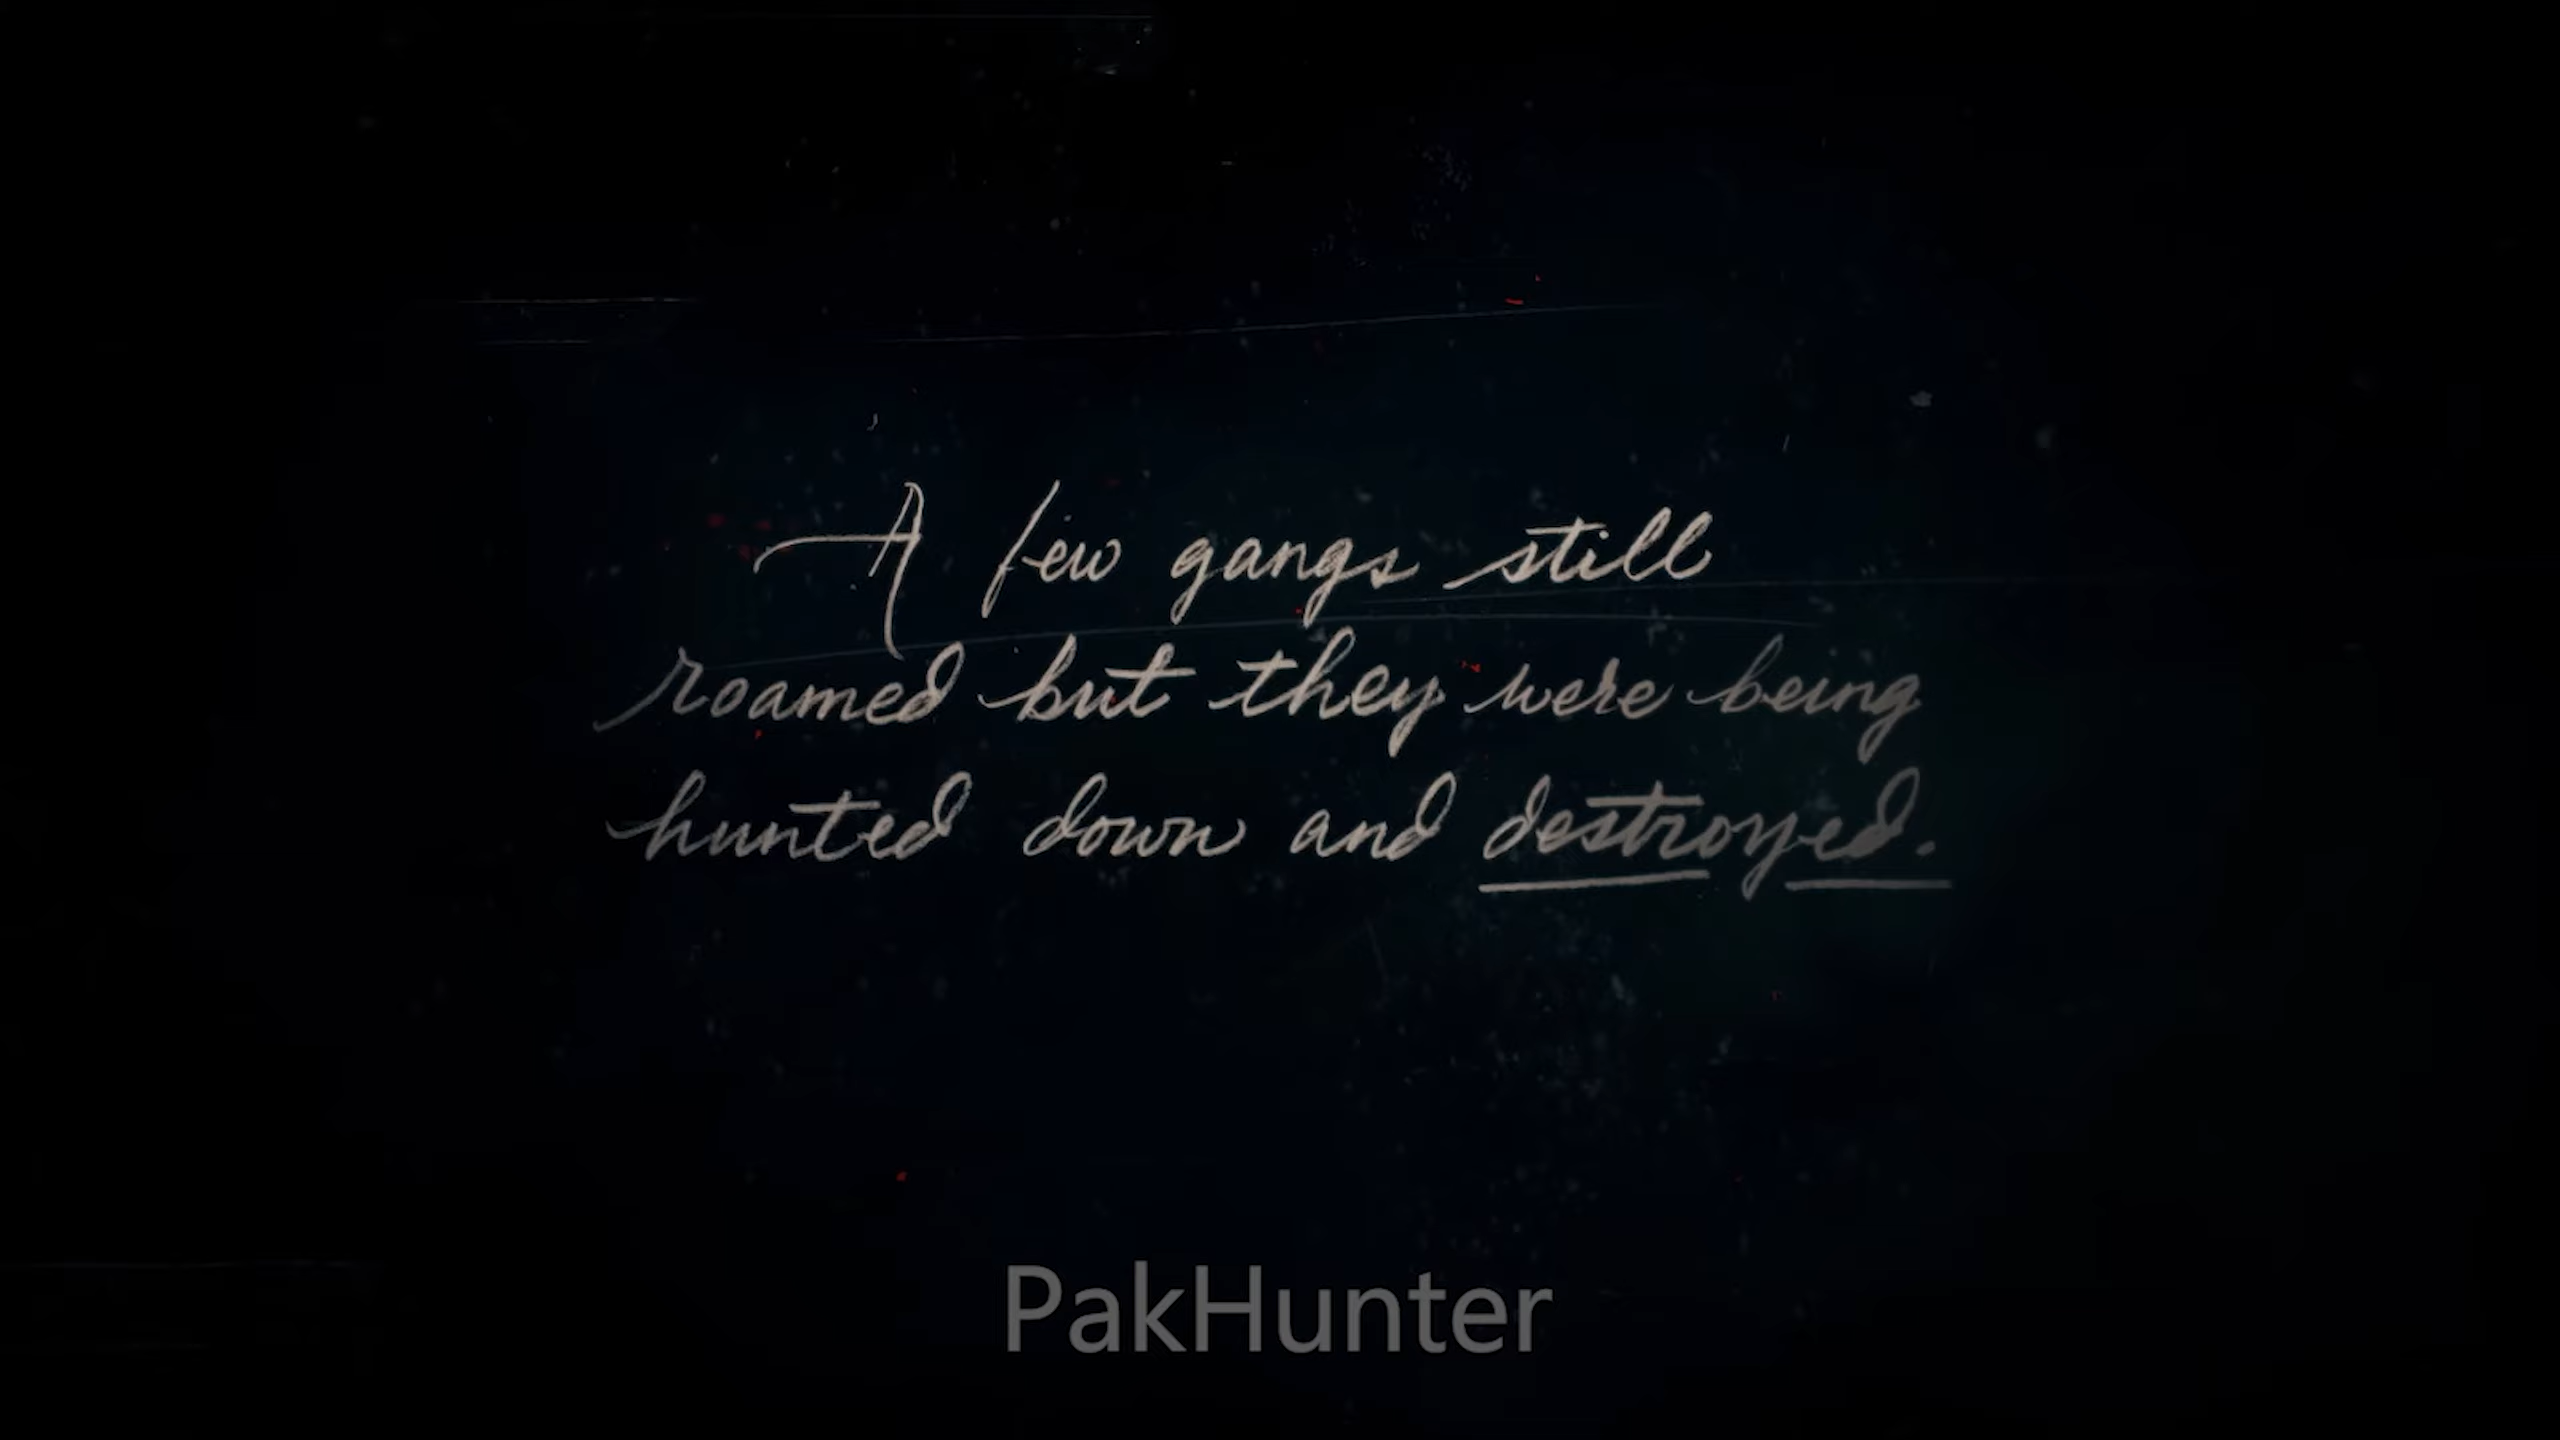 A few gangs still
roamed but they were being
hunted down and destroyed.
PakHunter